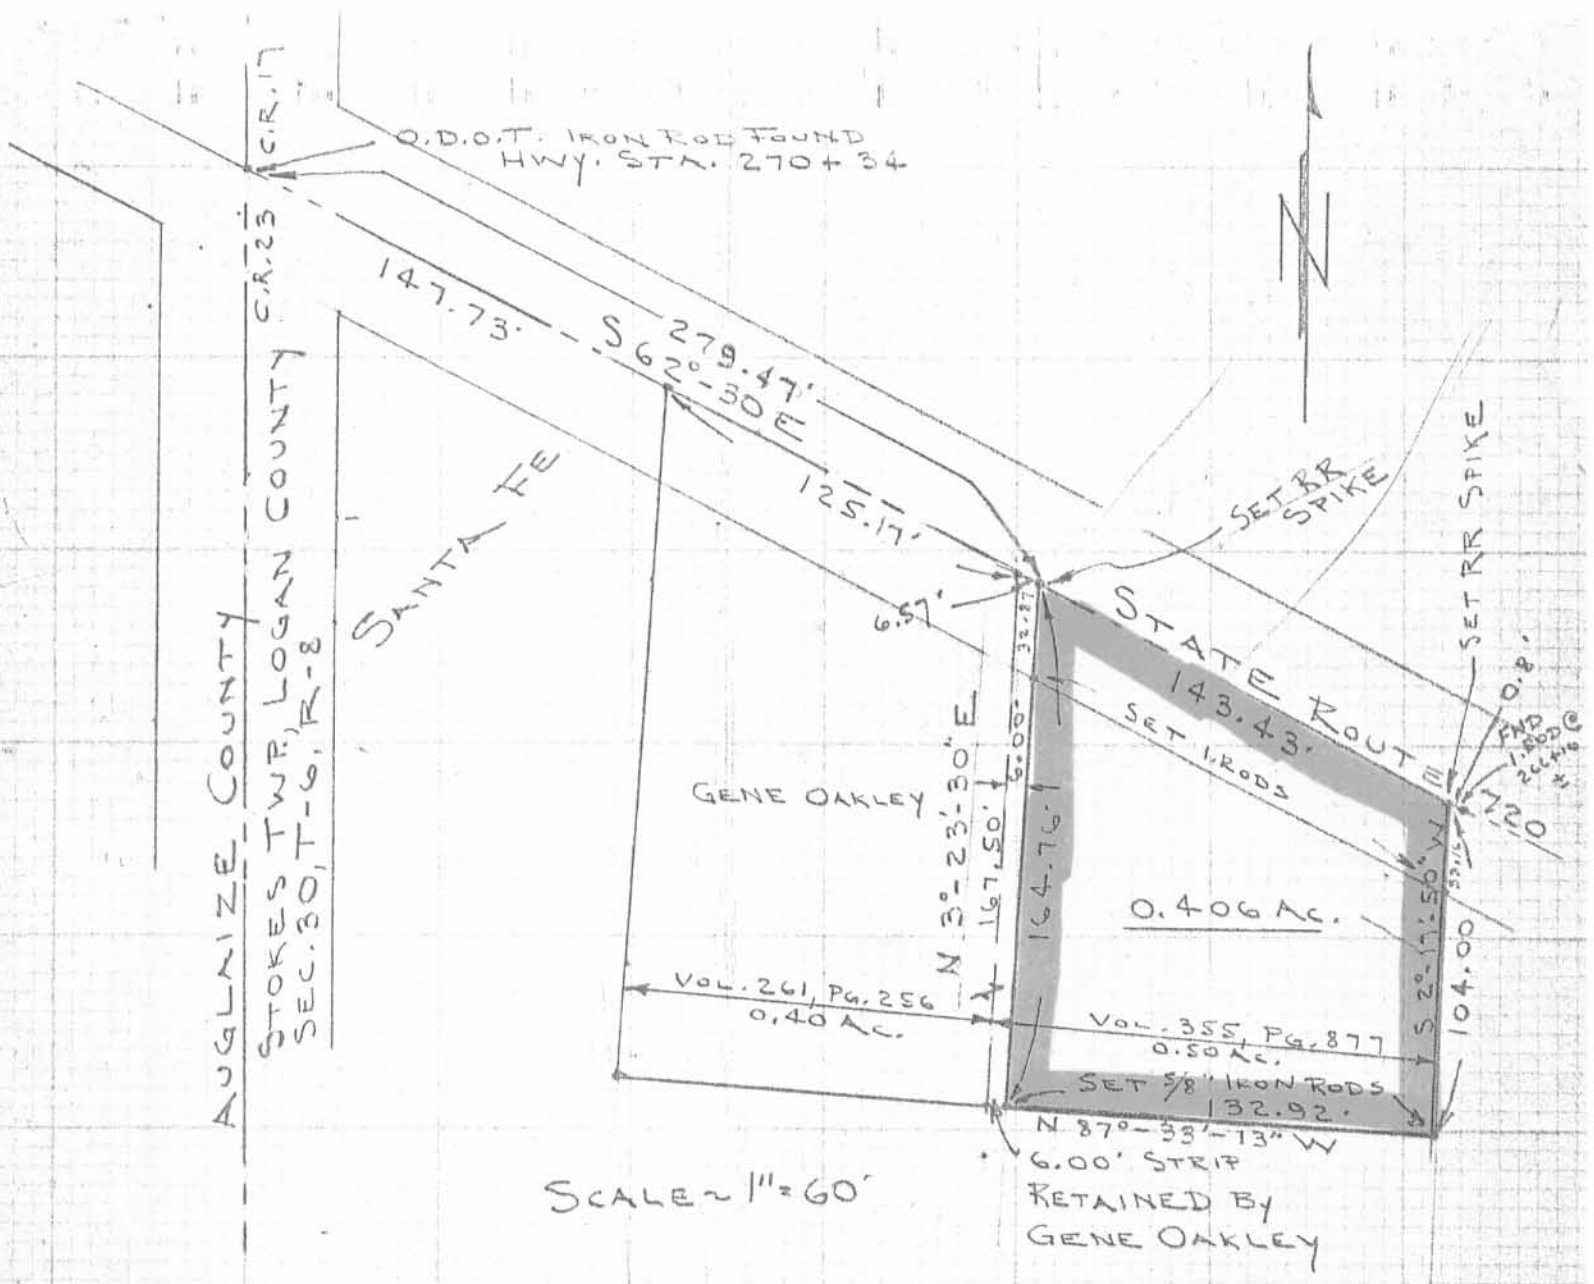 C.R. 17
O.D.O.T. IRON ROD FOUND
HWY. STA. 270+34
N
C.R. 23
147.73'
279.47'
S 62°-30 E
125.17'
SANTA FE
SET RR
SPIKE
SET RR SPIKE
6.57'
32.87
STATE ROUTE 720
143.43'
SET I.RODS
0.8'
FND
I.ROD@
AUGLAIZE COUNTY
STOKES TWP., LOGAN COUNTY
SEC. 30, T-6, R-8
GENE OAKLEY
N 3°-23'-30" E
167.50'
6.00'
164.76'
0.406 AC.
S 2°-17'-50" W
33.16
104.00
VOL. 261, PG. 256
0.40 AC.
VOL. 355, PG. 877
0.50 AC.
SET 5/8" IRON RODS
132.92'
N 87°-33'-13" W
6.00' STRIP
RETAINED BY
GENE OAKLEY
SCALE ~ 1"=60'